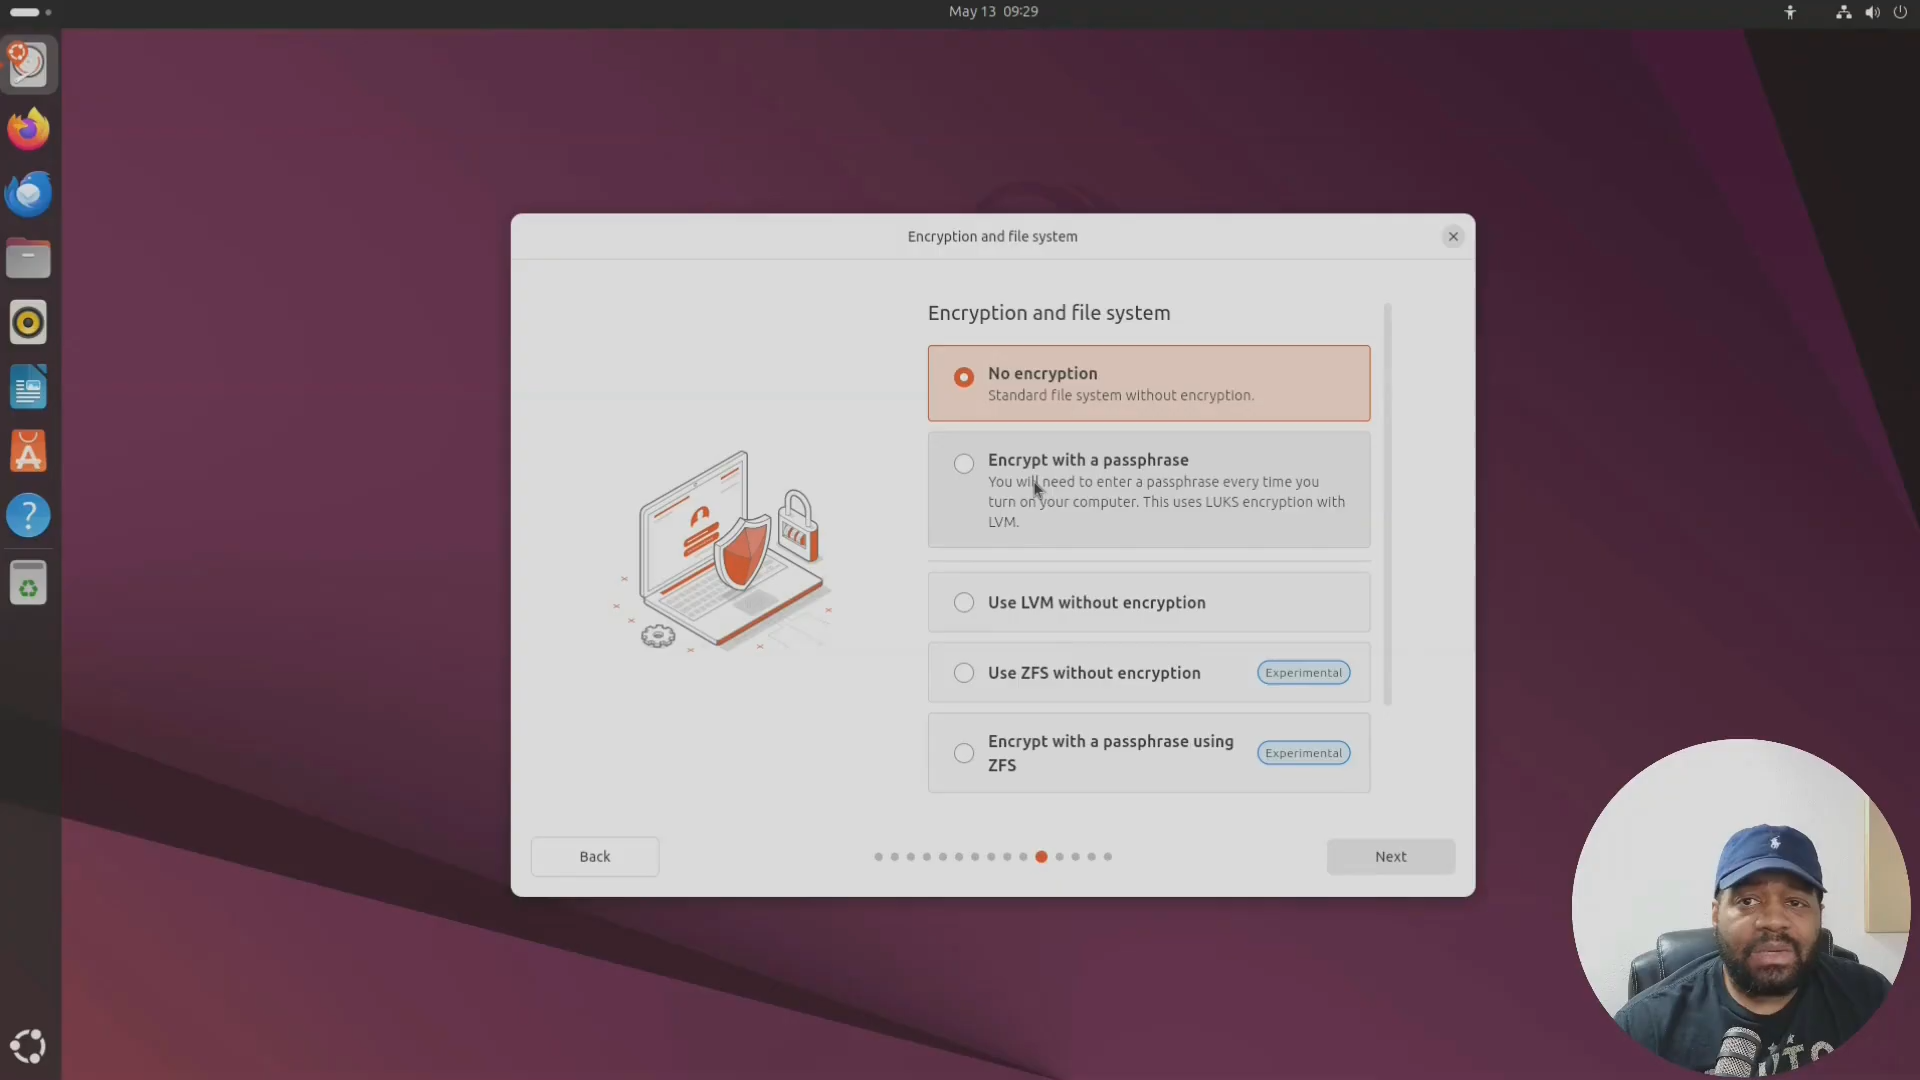 May 13 09:29
Encryption and file system
Encryption and file system
No encryption
Standard file system without encryption.
Encrypt with a passphrase
You will need to enter a passphrase every time you
turn on your computer. This uses LUKS encryption with
LVM.
Use LVM without encryption
Use ZFS without encryption
Experimental
Encrypt with a passphrase using
ZFS
Experimental
Back
Next